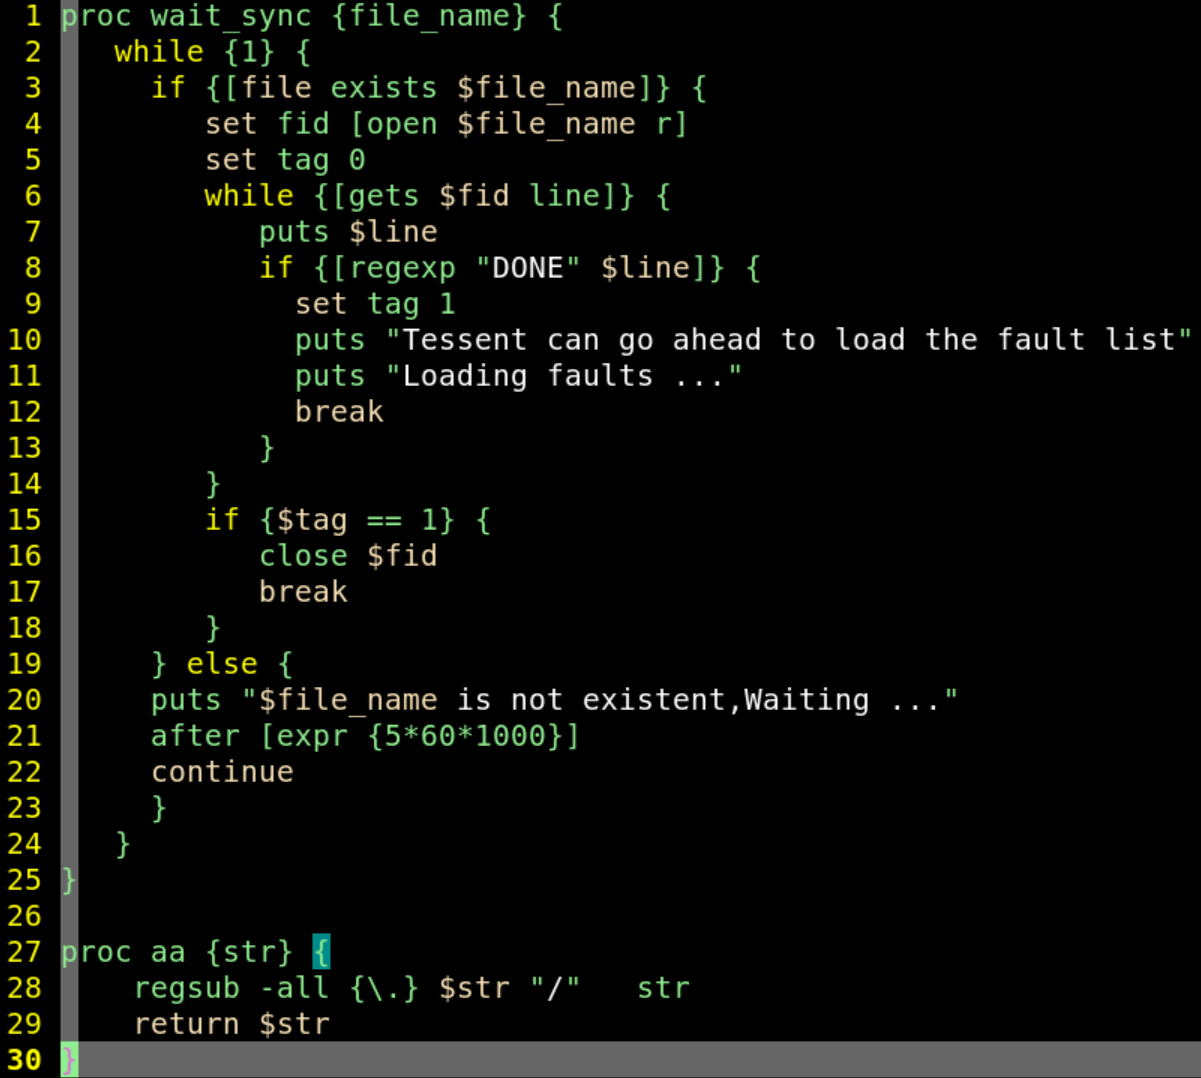 1 proc wait_sync {file_name} {
2    while {1} {
3      if {[file exists $file_name]} {
4         set fid [open $file_name r]
5         set tag 0
6         while {[gets $fid line]} {
7            puts $line
8            if {[regexp "DONE" $line]} {
9              set tag 1
10              puts "Tessent can go ahead to load the fault list"
11              puts "Loading faults ..."
12              break
13            }
14         }
15         if {$tag == 1} {
16            close $fid
17            break
18         }
19      } else {
20      puts "$file_name is not existent,Waiting ..."
21      after [expr {5*60*1000}]
22      continue
23      }
24    }
25 }
26
27 proc aa {str} {
28     regsub -all {\.} $str "/"   str
29     return $str
30 }